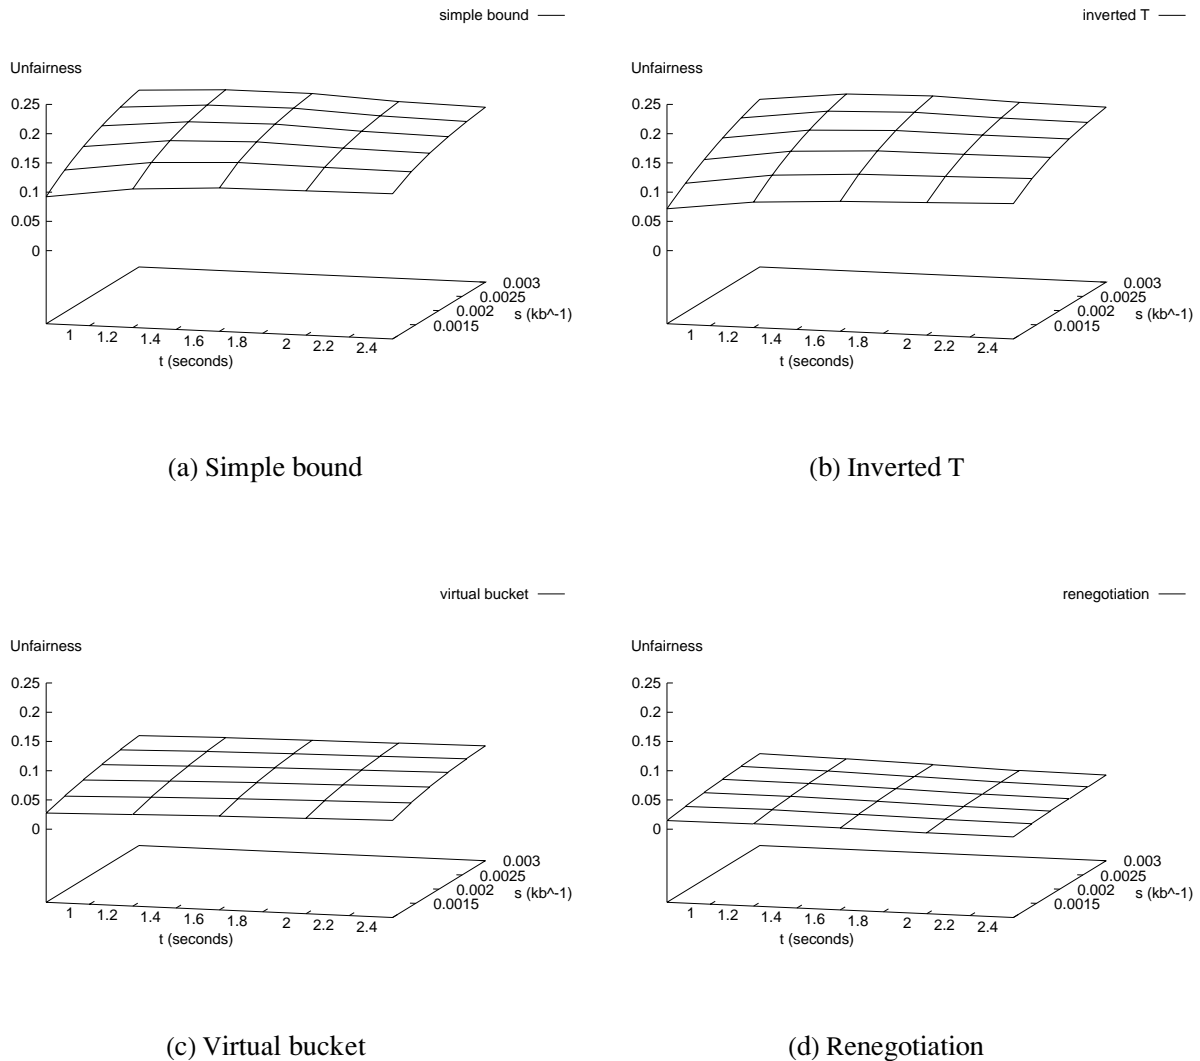 simple bound
Unfairness
0.25
0.2
0.15
0.1
0.05
0
0.003
0.0025
0.002
s (kb^-1)
0.0015
1 1.2 1.4 1.6 1.8 2 2.2 2.4
t (seconds)
(a) Simple bound
inverted T
Unfairness
0.25
0.2
0.15
0.1
0.05
0
0.003
0.0025
0.002
s (kb^-1)
0.0015
1 1.2 1.4 1.6 1.8 2 2.2 2.4
t (seconds)
(b) Inverted T
virtual bucket
Unfairness
0.25
0.2
0.15
0.1
0.05
0
0.003
0.0025
0.002
s (kb^-1)
0.0015
1 1.2 1.4 1.6 1.8 2 2.2 2.4
t (seconds)
(c) Virtual bucket
renegotiation
Unfairness
0.25
0.2
0.15
0.1
0.05
0
0.003
0.0025
0.002
s (kb^-1)
0.0015
1 1.2 1.4 1.6 1.8 2 2.2 2.4
t (seconds)
(d) Renegotiation